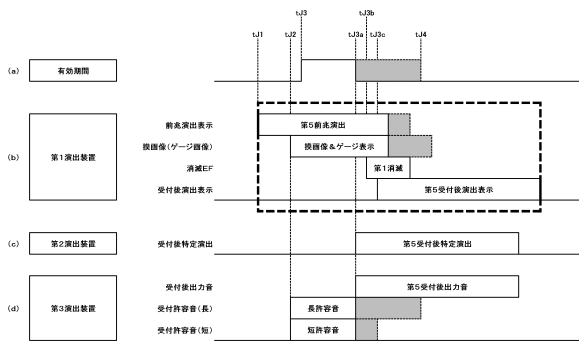 tJ3 tJ3b
tJ1 tJ2 tJ3a tJ3c tJ4
(a) 有効期間
前兆演出表示 第5前兆演出
操画像(ゲージ画像) 操画像&ゲージ表示
(b) 第1演出装置
消滅EF 第1消滅
受付後演出表示 第5受付後演出表示
(c) 第2演出装置 受付後特定演出 第5受付後特定演出
受付後出力音 第5受付後出力音
(d) 第3演出装置 受付許容音(長) 長許容音
受付許容音(短) 短許容音